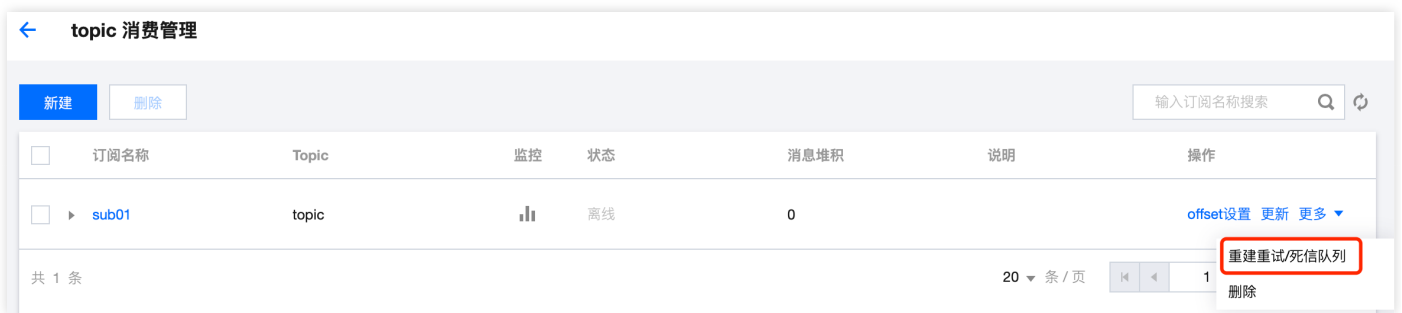 topic 消费管理
新建 删除 输入订阅名称搜索
订阅名称 Topic 监控 状态 消息堆积 说明 操作
sub01 topic 离线 0 offset设置 更新 更多
重建重试/死信队列
共 1 条 20 条 / 页 1
删除